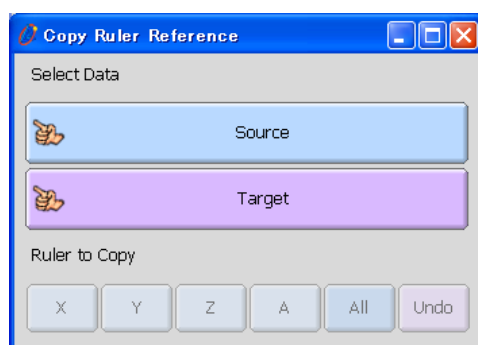 Copy Ruler Reference
Select Data
Source
Target
Ruler to Copy
X Y Z A All Undo